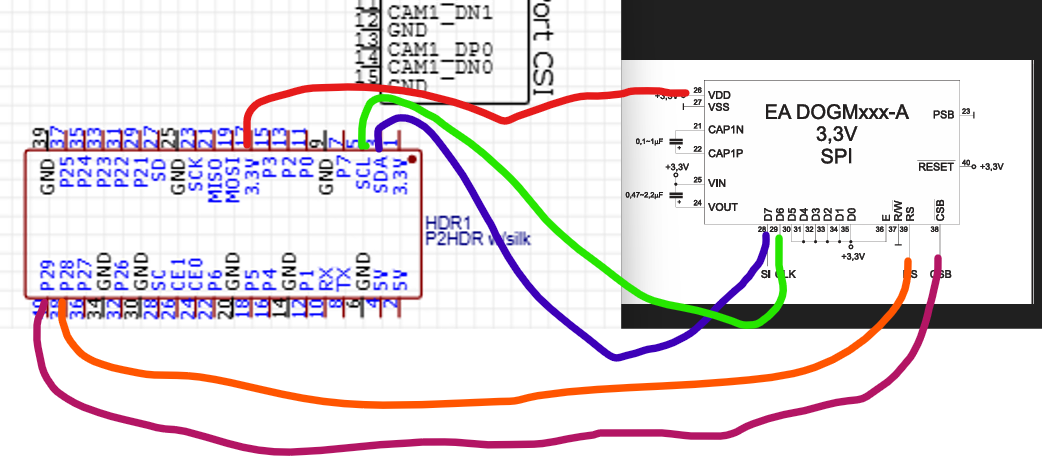 CAM1_DN1
GND
CAM1_DP0
CAM1_DN0
GND
12
13
14
15
Port CSI
39 37 35 33 31 29 27 25 23 21 19 17 15 13 11 9 7 5 1
GND P25 P24 P23 P22 P21 SD GND SCK MISO MOSI 3.3V P3 P2 P0 GND P7 SCL SDA 3.3V
HDR1
P2HDR w/silk
P29 P28 P27 GND P26 GND SC CE1 CE0 P6 GND P5 P4 GND P1 RX TX GND 5V 5V
40 38 36 34 32 30 28 26 24 22 20 18 16 14 12 10 8 6 4 2
EA DOGMxxx-A
3,3V
SPI
+3,3V
26 VDD
27 VSS
21 CAP1N
0,1~1µF
22 CAP1P
+3,3V
25 VIN
0,47~2,2µF
24 VOUT
PSB 23
RESET 40 +3,3V
D7 D6 D5 D4 D3 D2 D1 D0 E R/W RS CSB
28 29 30 31 32 33 34 35 36 37 39 38
+3,3V
SI CLK RS CSB